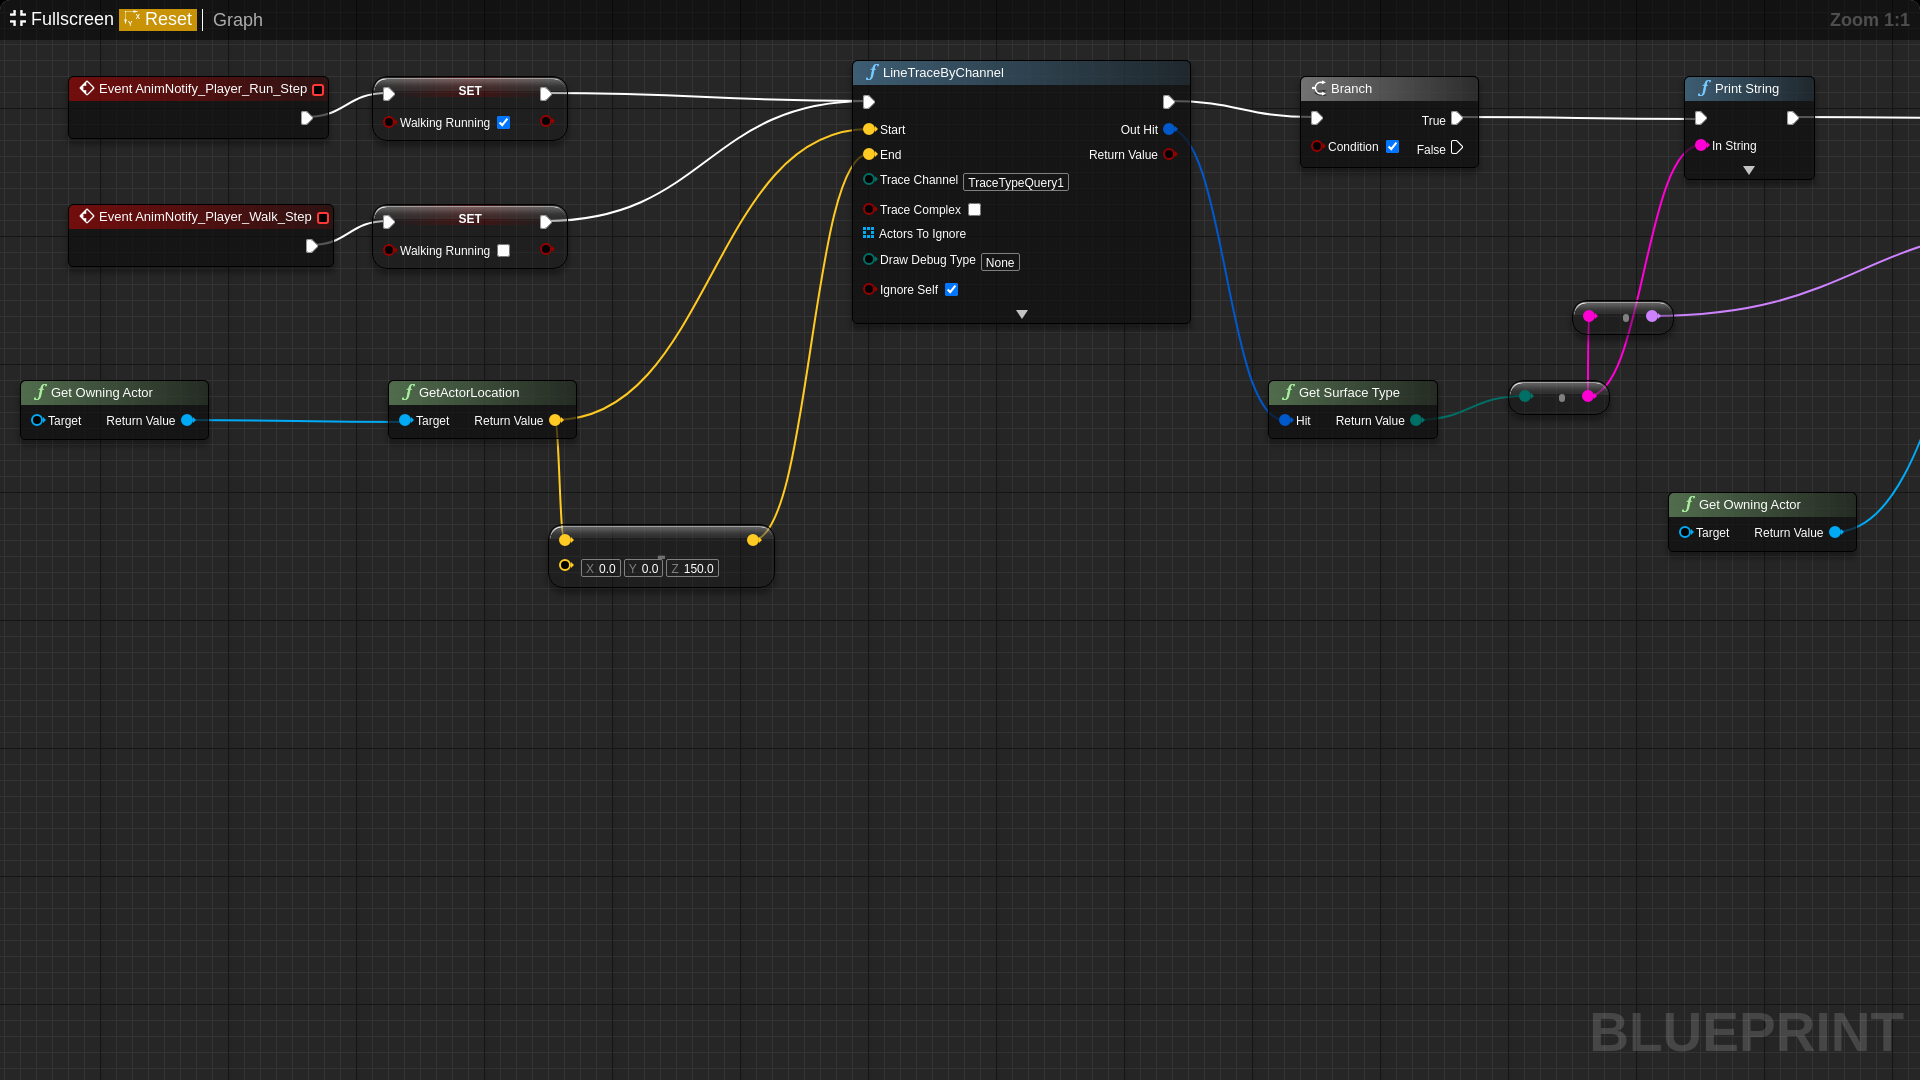 Fullscreen Reset Graph
Zoom 1:1
Event AnimNotify_Player_Run_Step
SET
Walking Running
Event AnimNotify_Player_Walk_Step
SET
Walking Running
LineTraceByChannel
Start
Out Hit
End
Return Value
Trace Channel TraceTypeQuery1
Trace Complex
Actors To Ignore
Draw Debug Type None
Ignore Self
Branch
True
Condition
False
Print String
In String
Get Owning Actor
Target Return Value
GetActorLocation
Target Return Value
X 0.0 Y 0.0 Z 150.0
Get Surface Type
Hit Return Value
Get Owning Actor
Target Return Value
BLUEPRINT